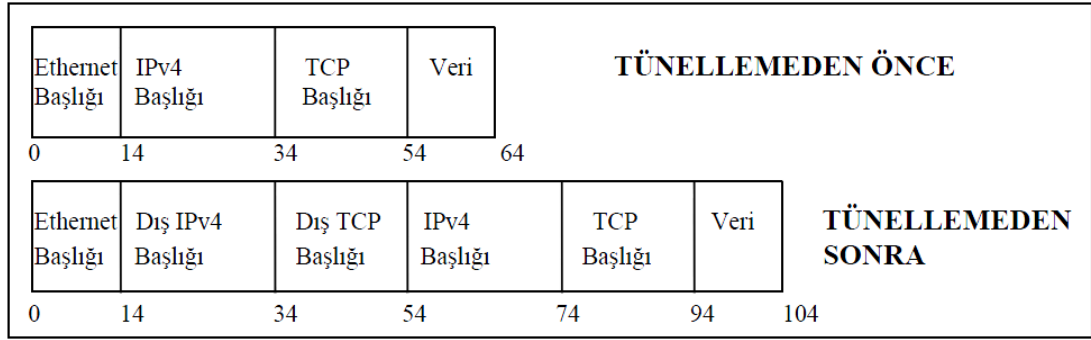 Ethernet Başlığı
IPv4 Başlığı
TCP Başlığı
Veri
TÜNELLEMEDEN ÖNCE
0 14 34 54 64
Ethernet Başlığı
Dış IPv4 Başlığı
Dış TCP Başlığı
IPv4 Başlığı
TCP Başlığı
Veri
TÜNELLEMEDEN
SONRA
0 14 34 54 74 94 104